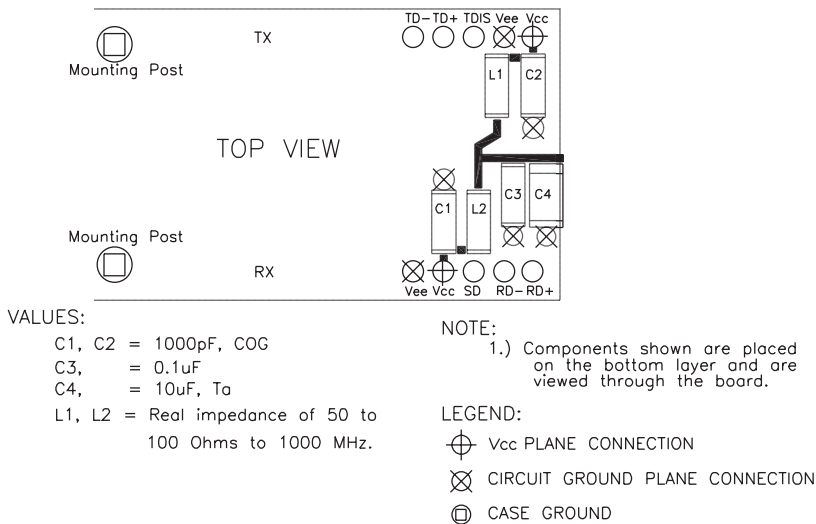 TD- TD+ TDIS Vee Vcc
TX
Mounting Post
L1 C2
TOP VIEW
C1 L2 C3 C4
Mounting Post
RX
Vee Vcc SD RD- RD+
VALUES:
C1, C2 = 1000pF, COG
C3, = 0.1uF
C4, = 10uF, Ta
L1, L2 = Real impedance of 50 to
100 Ohms to 1000 MHz.
NOTE:
1.) Components shown are placed
on the bottom layer and are
viewed through the board.
LEGEND:
Vcc PLANE CONNECTION
CIRCUIT GROUND PLANE CONNECTION
CASE GROUND